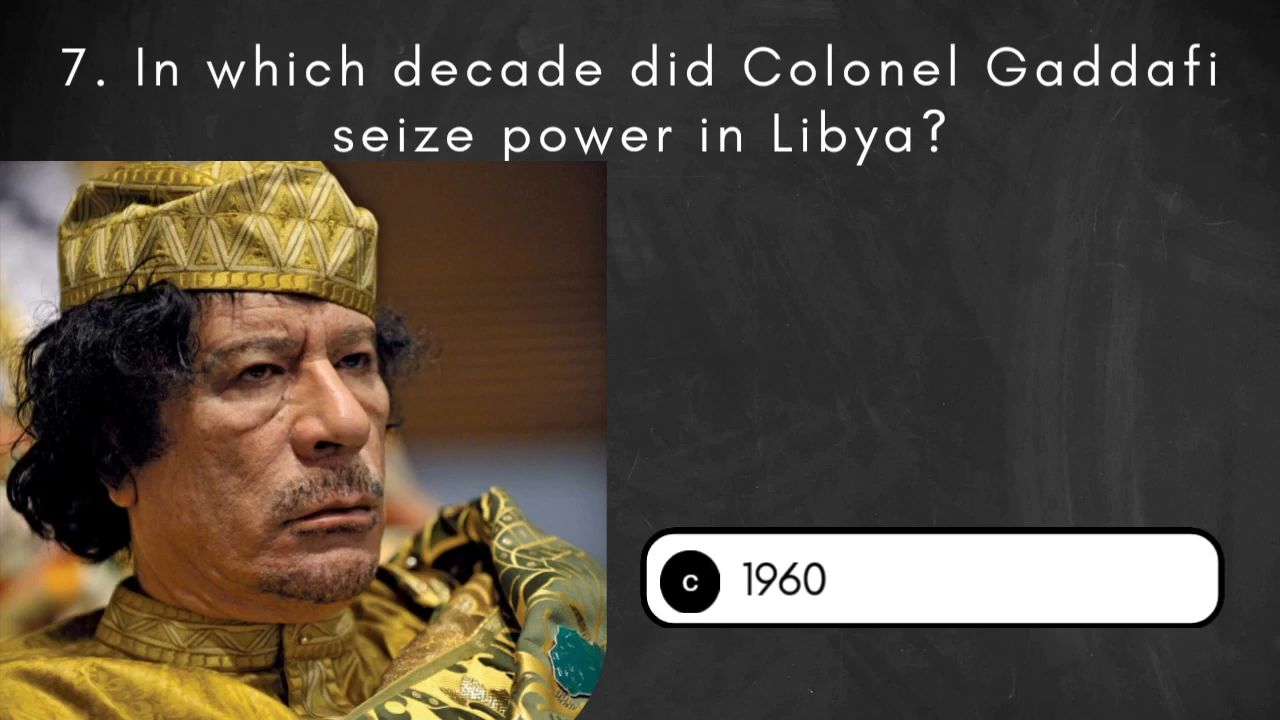 7. In which decade did Colonel Gaddafi
seize power in Libya?
C 1960